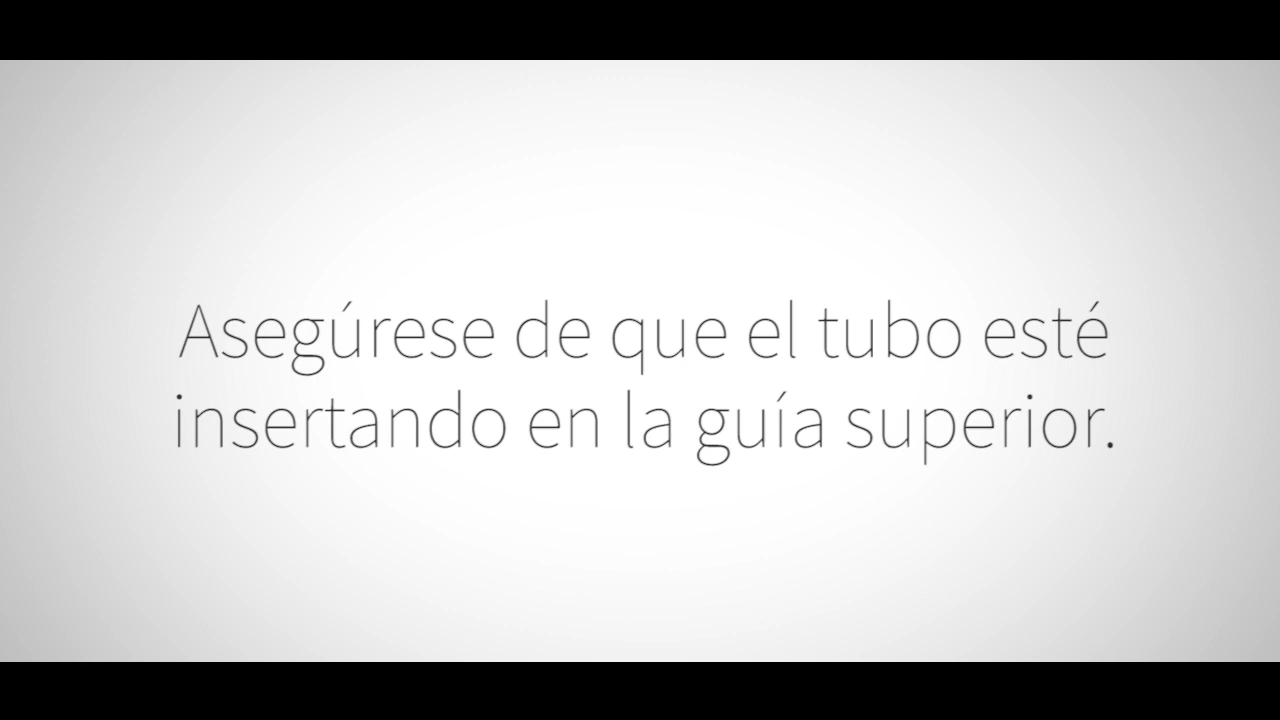 Asegúrese de que el tubo esté
insertando en la guía superior.